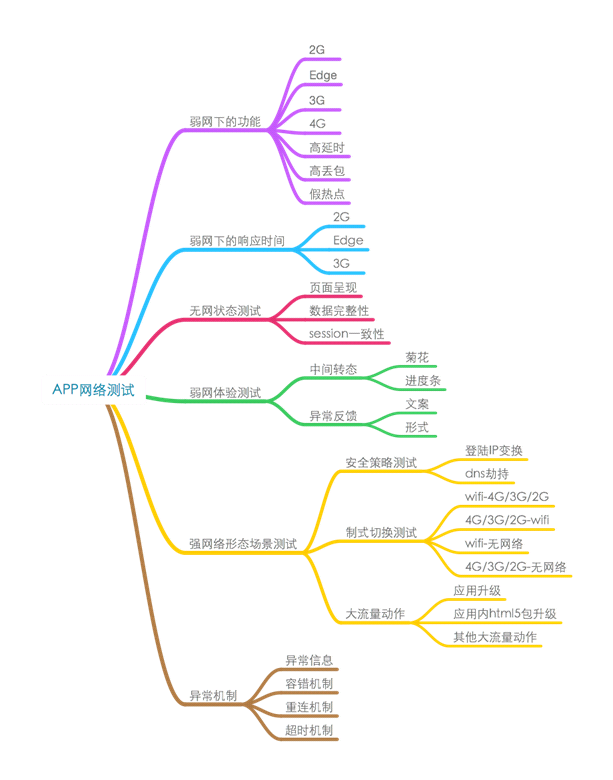 APP网络测试
弱网下的功能
2G
Edge
3G
4G
高延时
高丢包
假热点
弱网下的响应时间
2G
Edge
3G
无网状态测试
页面呈现
数据完整性
session一致性
弱网体验测试
中间转态
菊花
进度条
异常反馈
文案
形式
强网络形态场景测试
安全策略测试
登陆IP变换
dns劫持
制式切换测试
wifi-4G/3G/2G
4G/3G/2G-wifi
wifi-无网络
4G/3G/2G-无网络
大流量动作
应用升级
应用内html5包升级
其他大流量动作
异常机制
异常信息
容错机制
重连机制
超时机制